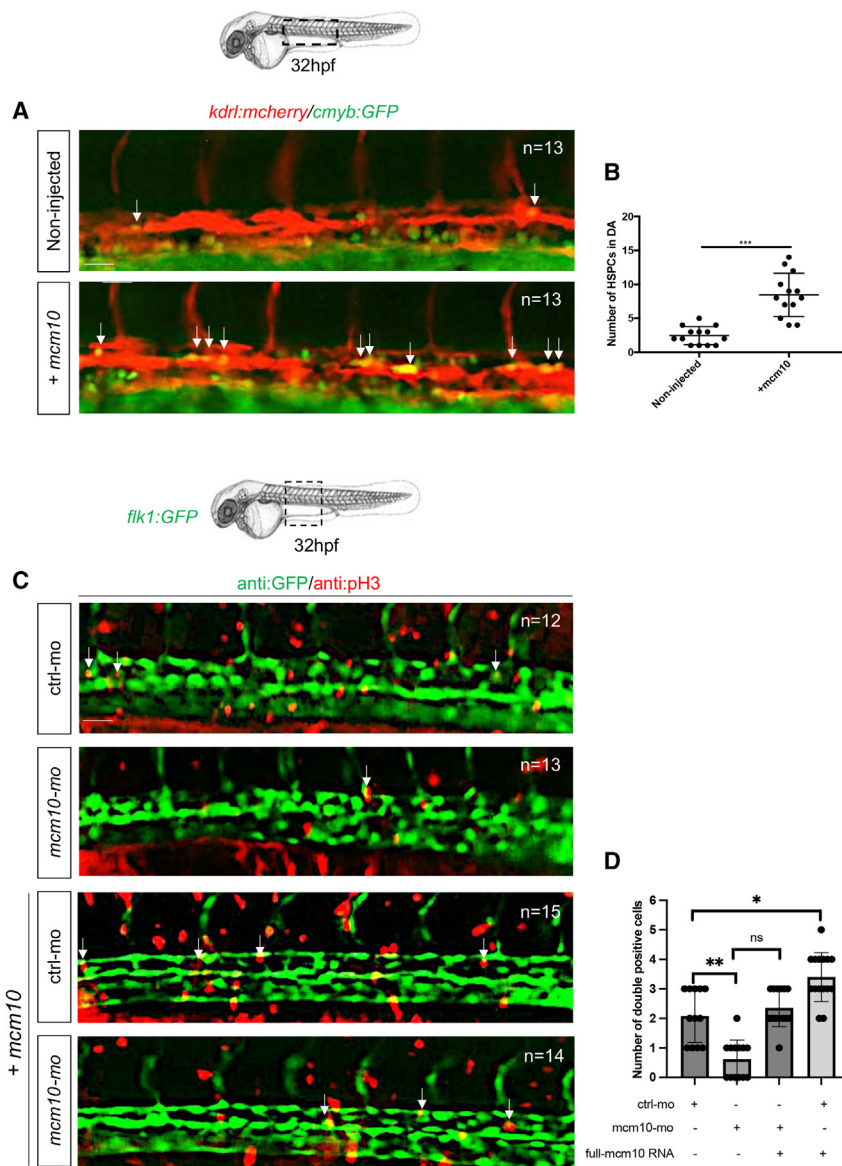 32hpf
A
kdrl:mcherry/cmyb:GFP
Non-injected
n=13
+ mcm10
n=13
B
Number of HSPCs in DA
20
15
10
5
0
***
Non-injected
+mcm10
flk1:GFP
32hpf
C
anti:GFP/anti:pH3
ctrl-mo
n=12
mcm10-mo
n=13
+ mcm10
ctrl-mo
n=15
mcm10-mo
n=14
D
Number of double positive cells
6
5
4
3
2
1
0
*
**
ns
ctrl-mo + - - +
mcm10-mo - + + -
full-mcm10 RNA - - + +